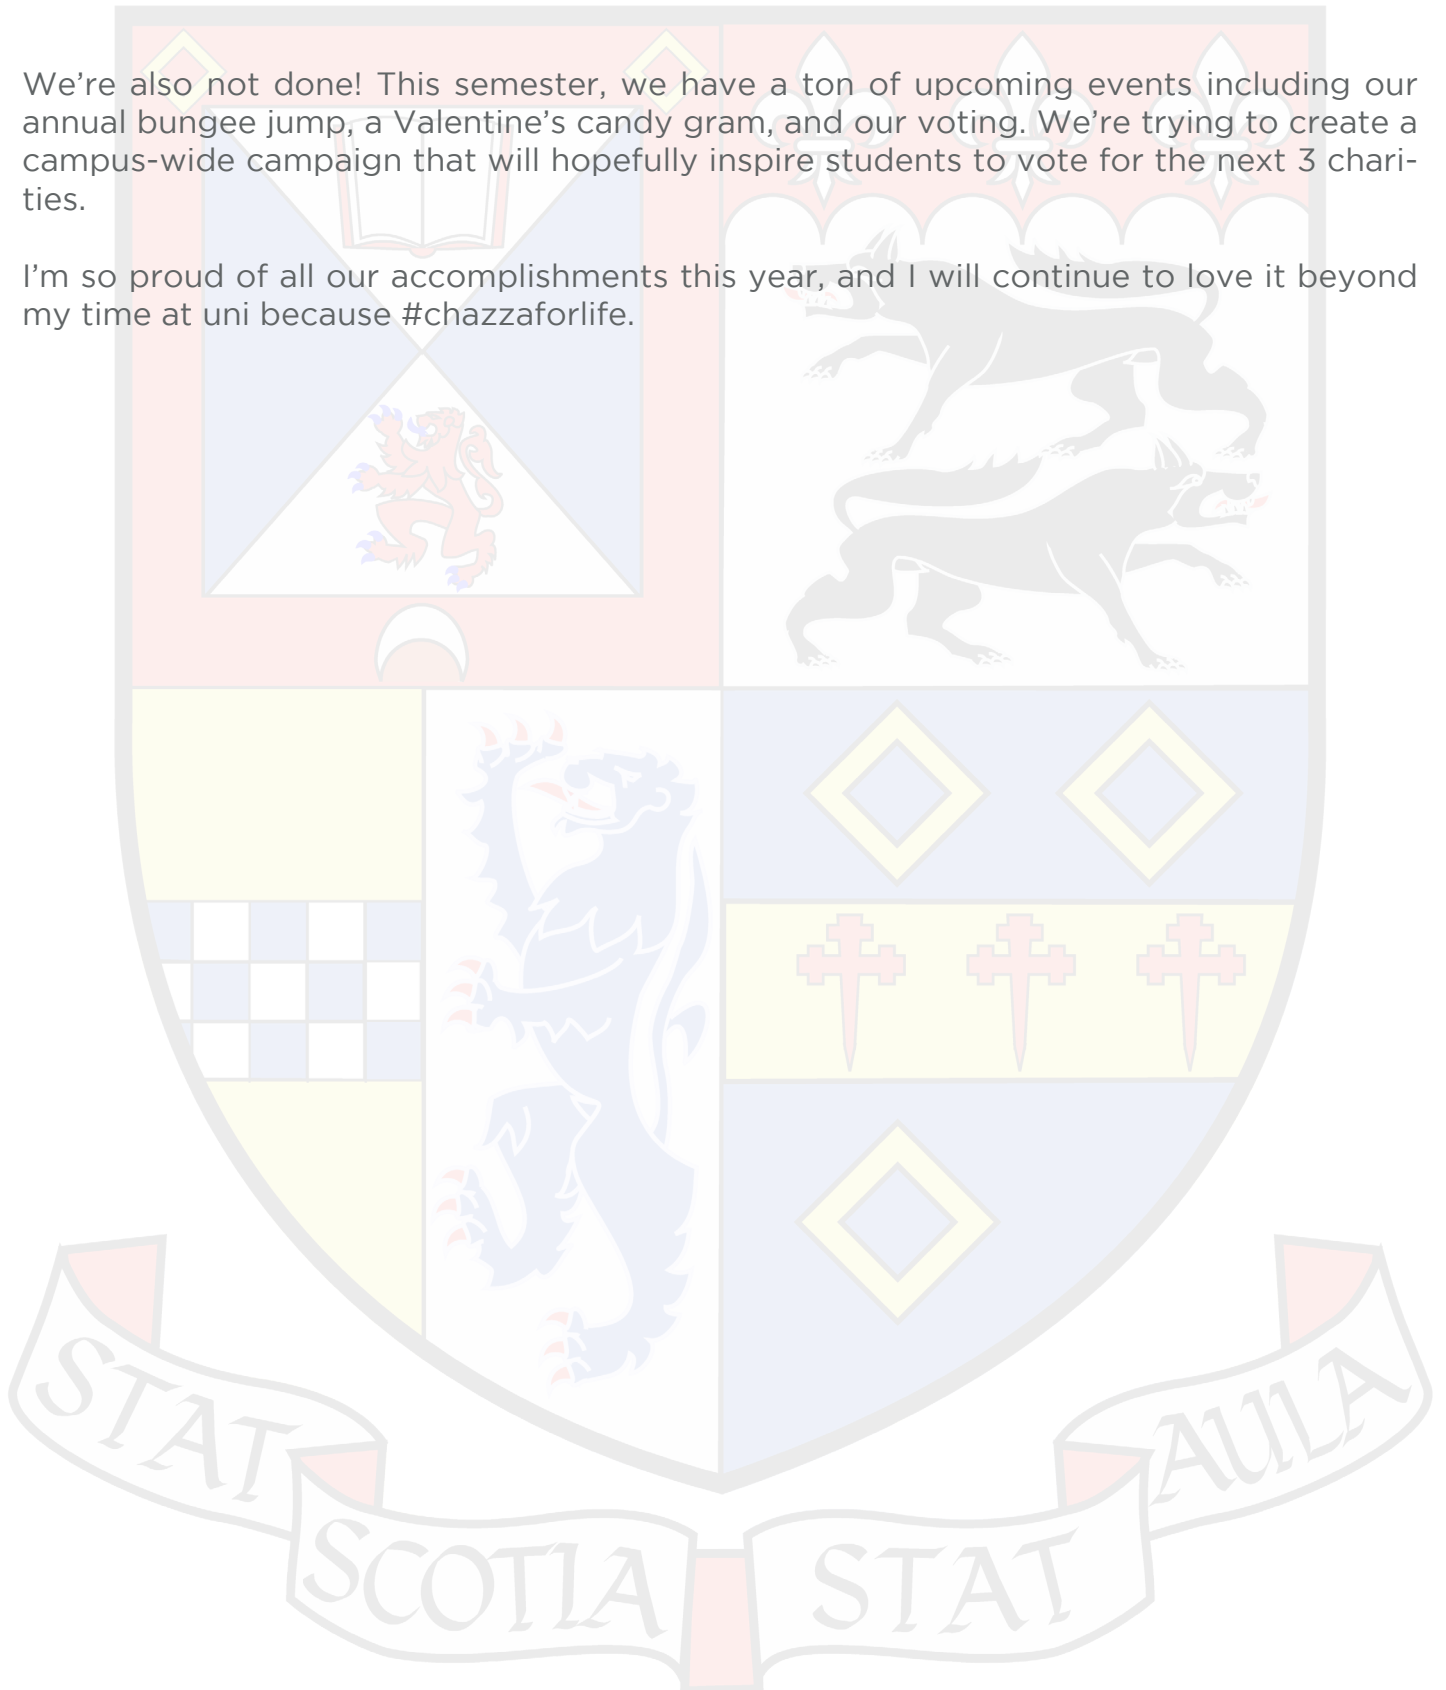 We’re also not done! This semester, we have a ton of upcoming events including our
annual bungee jump, a Valentine’s candy gram, and our voting. We’re trying to create a
campus-wide campaign that will hopefully inspire students to vote for the next 3 chari-
ties.
I’m so proud of all our accomplishments this year, and I will continue to love it beyond
my time at uni because #chazzaforlife.
STAT
SCOTIA
STAT
AULA